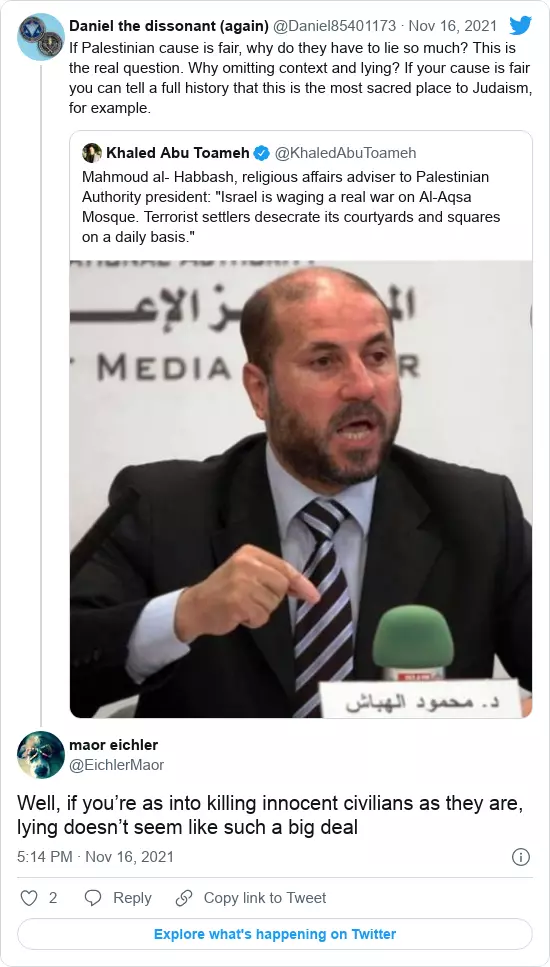 Daniel the dissonant (again) @Daniel85401173 · Nov 16, 2021
If Palestinian cause is fair, why do they have to lie so much? This is
the real question. Why omitting context and lying? If your cause is fair
you can tell a full history that this is the most sacred place to Judaism,
for example.
Khaled Abu Toameh @KhaledAbuToameh
Mahmoud al- Habbash, religious affairs adviser to Palestinian
Authority president: "Israel is waging a real war on Al-Aqsa
Mosque. Terrorist settlers desecrate its courtyards and squares
on a daily basis."
MEDIA
د. محمود الهباش
maor eichler
@EichlerMaor
Well, if you’re as into killing innocent civilians as they are,
lying doesn’t seem like such a big deal
5:14 PM · Nov 16, 2021
2 Reply Copy link to Tweet
Explore what's happening on Twitter